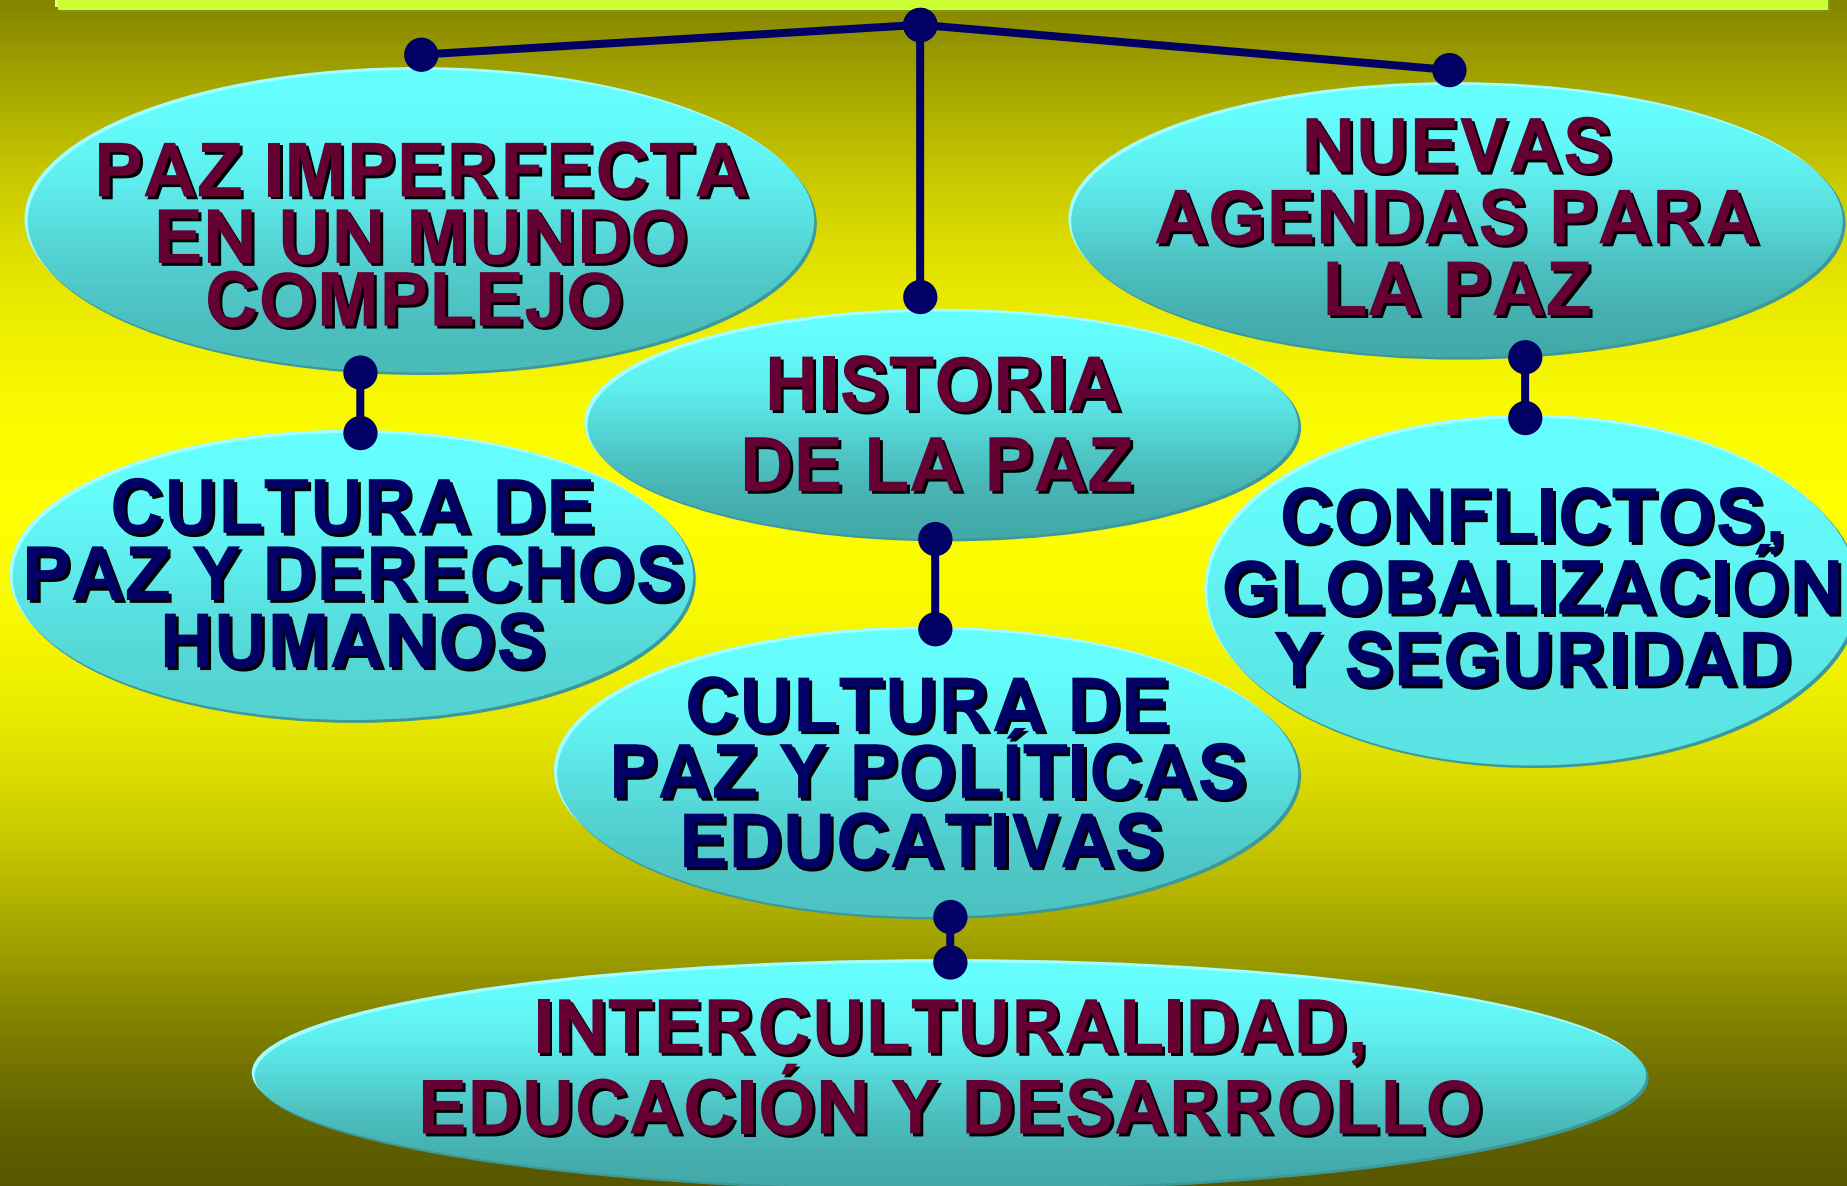 PAZ IMPERFECTA
EN UN MUNDO
COMPLEJO
NUEVAS
AGENDAS PARA
LA PAZ
HISTORIA
DE LA PAZ
CULTURA DE
PAZ Y DERECHOS
HUMANOS
CONFLICTOS,
GLOBALIZACIÓN
Y SEGURIDAD
CULTURA DE
PAZ Y POLÍTICAS
EDUCATIVAS
INTERCULTURALIDAD,
EDUCACIÓN Y DESARROLLO